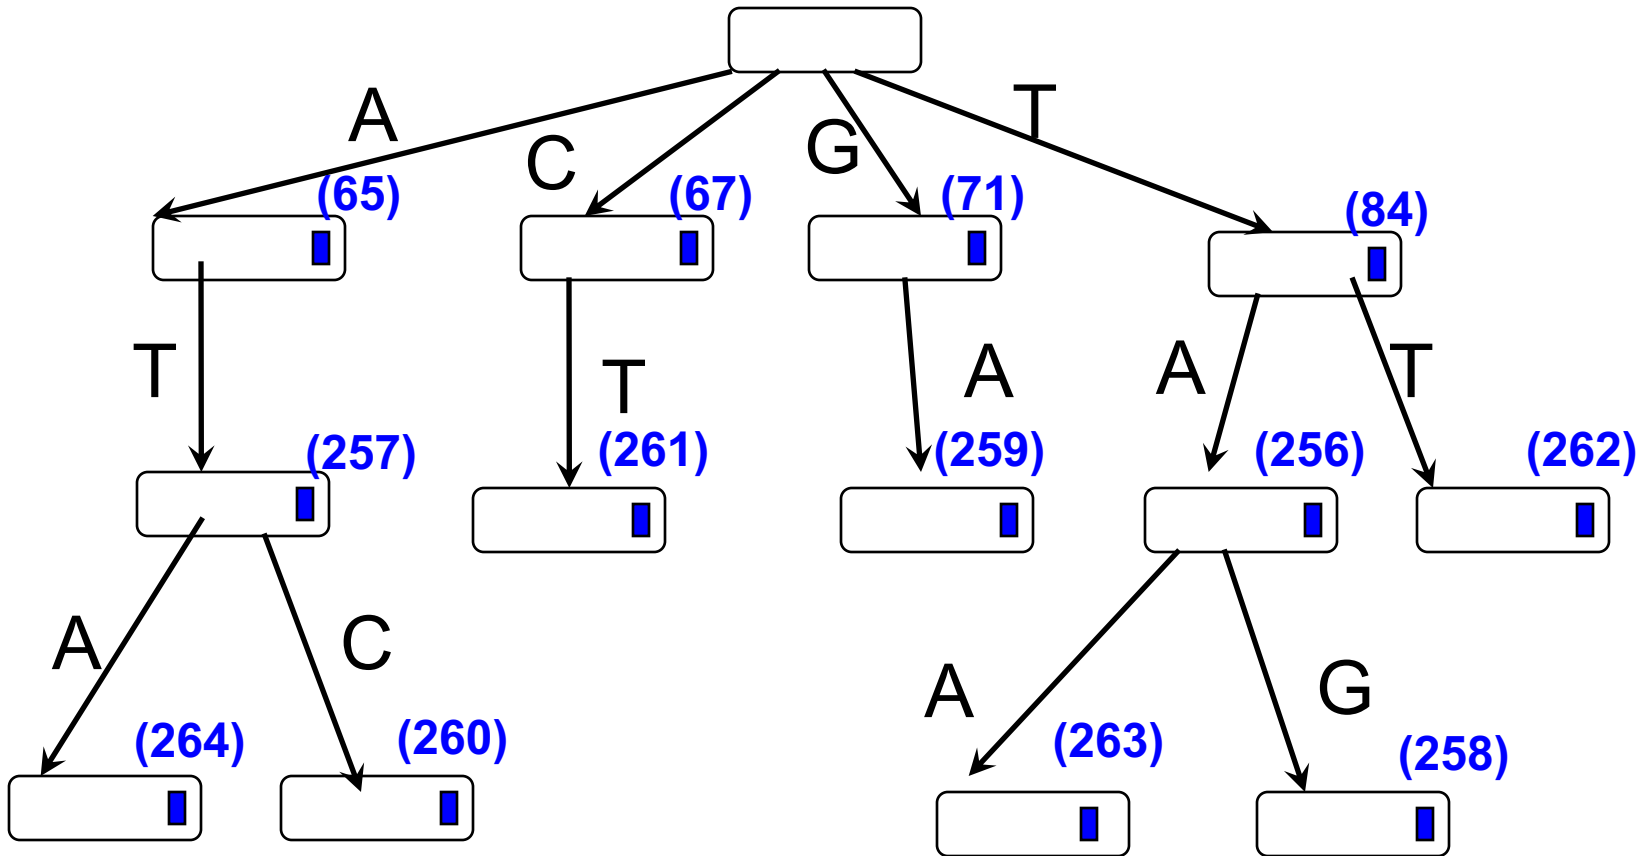 A
C
G
T
(65)
(67)
(71)
(84)
T
T
A
A
T
(257)
(261)
(259)
(256)
(262)
A
C
A
G
(264)
(260)
(263)
(258)